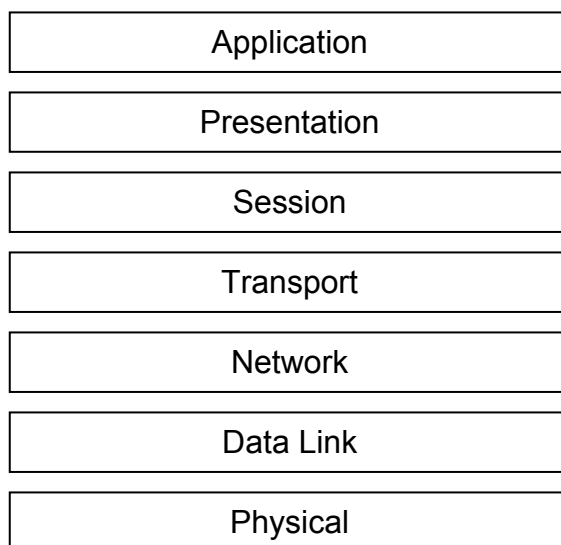 Application
Presentation
Session
Transport
Network
Data Link
Physical